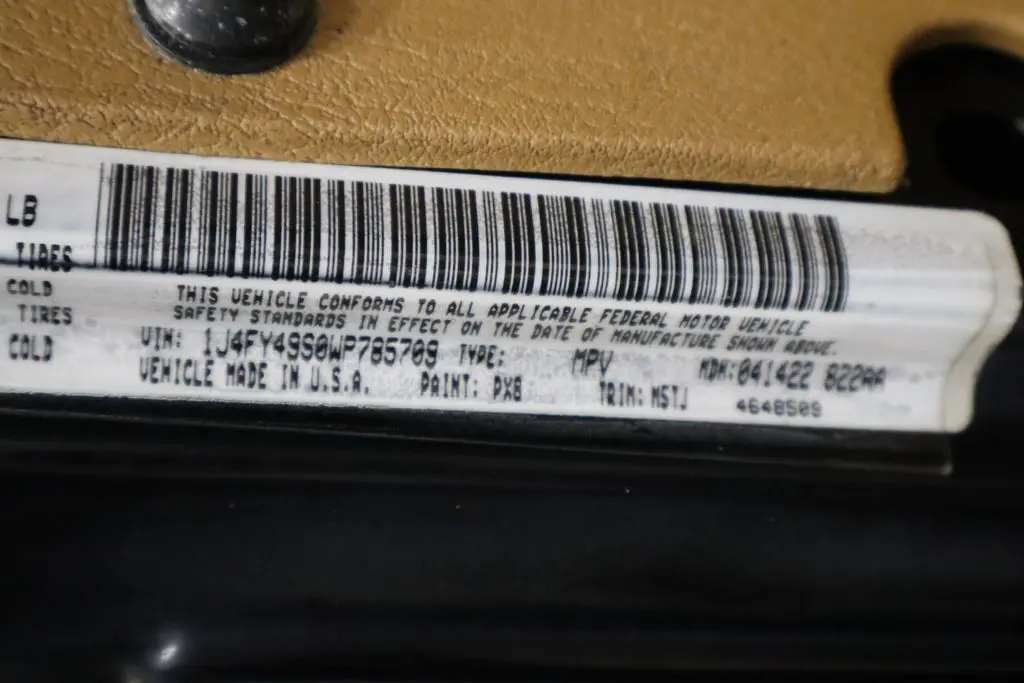 LB
TIRES
COLD
TIRES
COLD
THIS VEHICLE CONFORMS TO ALL APPLICABLE FEDERAL MOTOR VEHICLE
SAFETY STANDARDS IN EFFECT ON THE DATE OF MANUFACTURE SHOWN ABOVE.
VIN: 1J4FY49S0WP785709 TYPE: MPV MDH:041422 822AA
VEHICLE MADE IN U.S.A. PAINT: PX8 TRIM: M5TJ 4648509